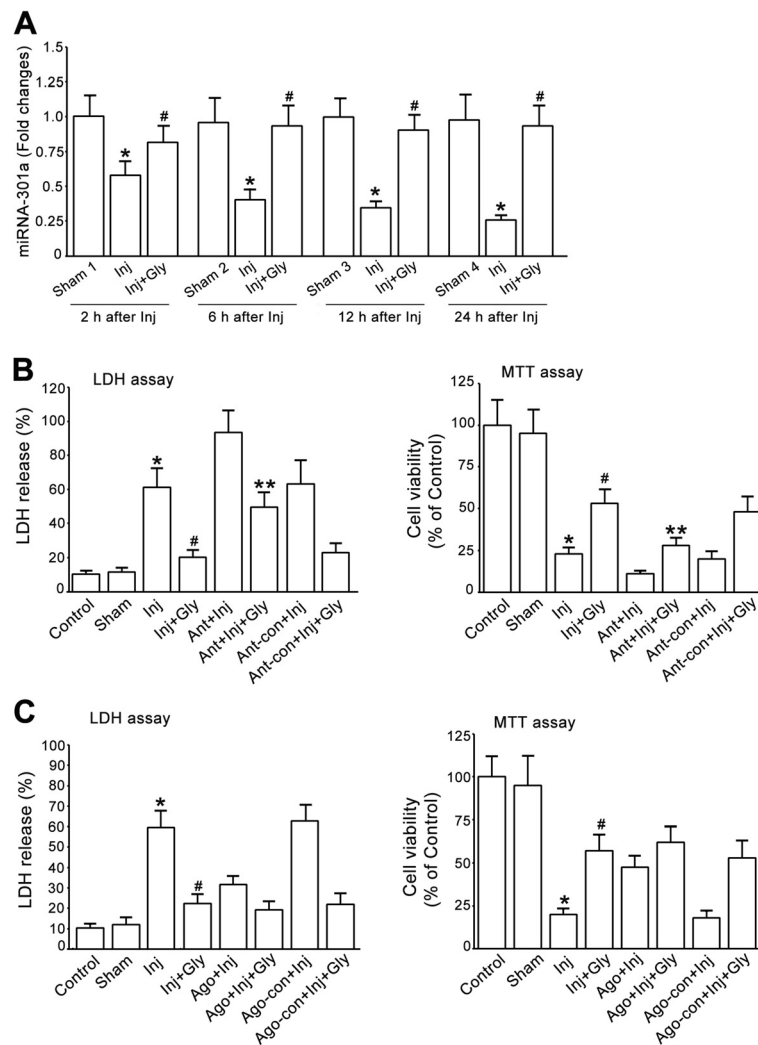 A
miRNA-301a (Fold changes)
1.5
1.25
1.0
0.75
0.5
0.25
0
* # * # * # * #
Sham 1 Inj Inj+Gly Sham 2 Inj Inj+Gly Sham 3 Inj Inj+Gly Sham 4 Inj Inj+Gly
2 h after Inj 6 h after Inj 12 h after Inj 24 h after Inj
B
LDH assay
LDH release (%)
120
100
80
60
40
20
0
* # **
Control Sham Inj Inj+Gly Ant+Inj Ant+Inj+Gly Ant-con+Inj Ant-con+Inj+Gly
MTT assay
Cell viability
(% of Control)
125
100
75
50
25
0
* # **
Control Sham Inj Inj+Gly Ant+Inj Ant+Inj+Gly Ant-con+Inj Ant-con+Inj+Gly
C
LDH assay
LDH release (%)
100
90
80
70
60
50
40
30
20
10
0
* #
Control Sham Inj Inj+Gly Ago+Inj Ago+Inj+Gly Ago-con+Inj Ago-con+Inj+Gly
MTT assay
Cell viability
(% of Control)
125
100
75
50
25
0
* #
Control Sham Inj Inj+Gly Ago+Inj Ago+Inj+Gly Ago-con+Inj Ago-con+Inj+Gly